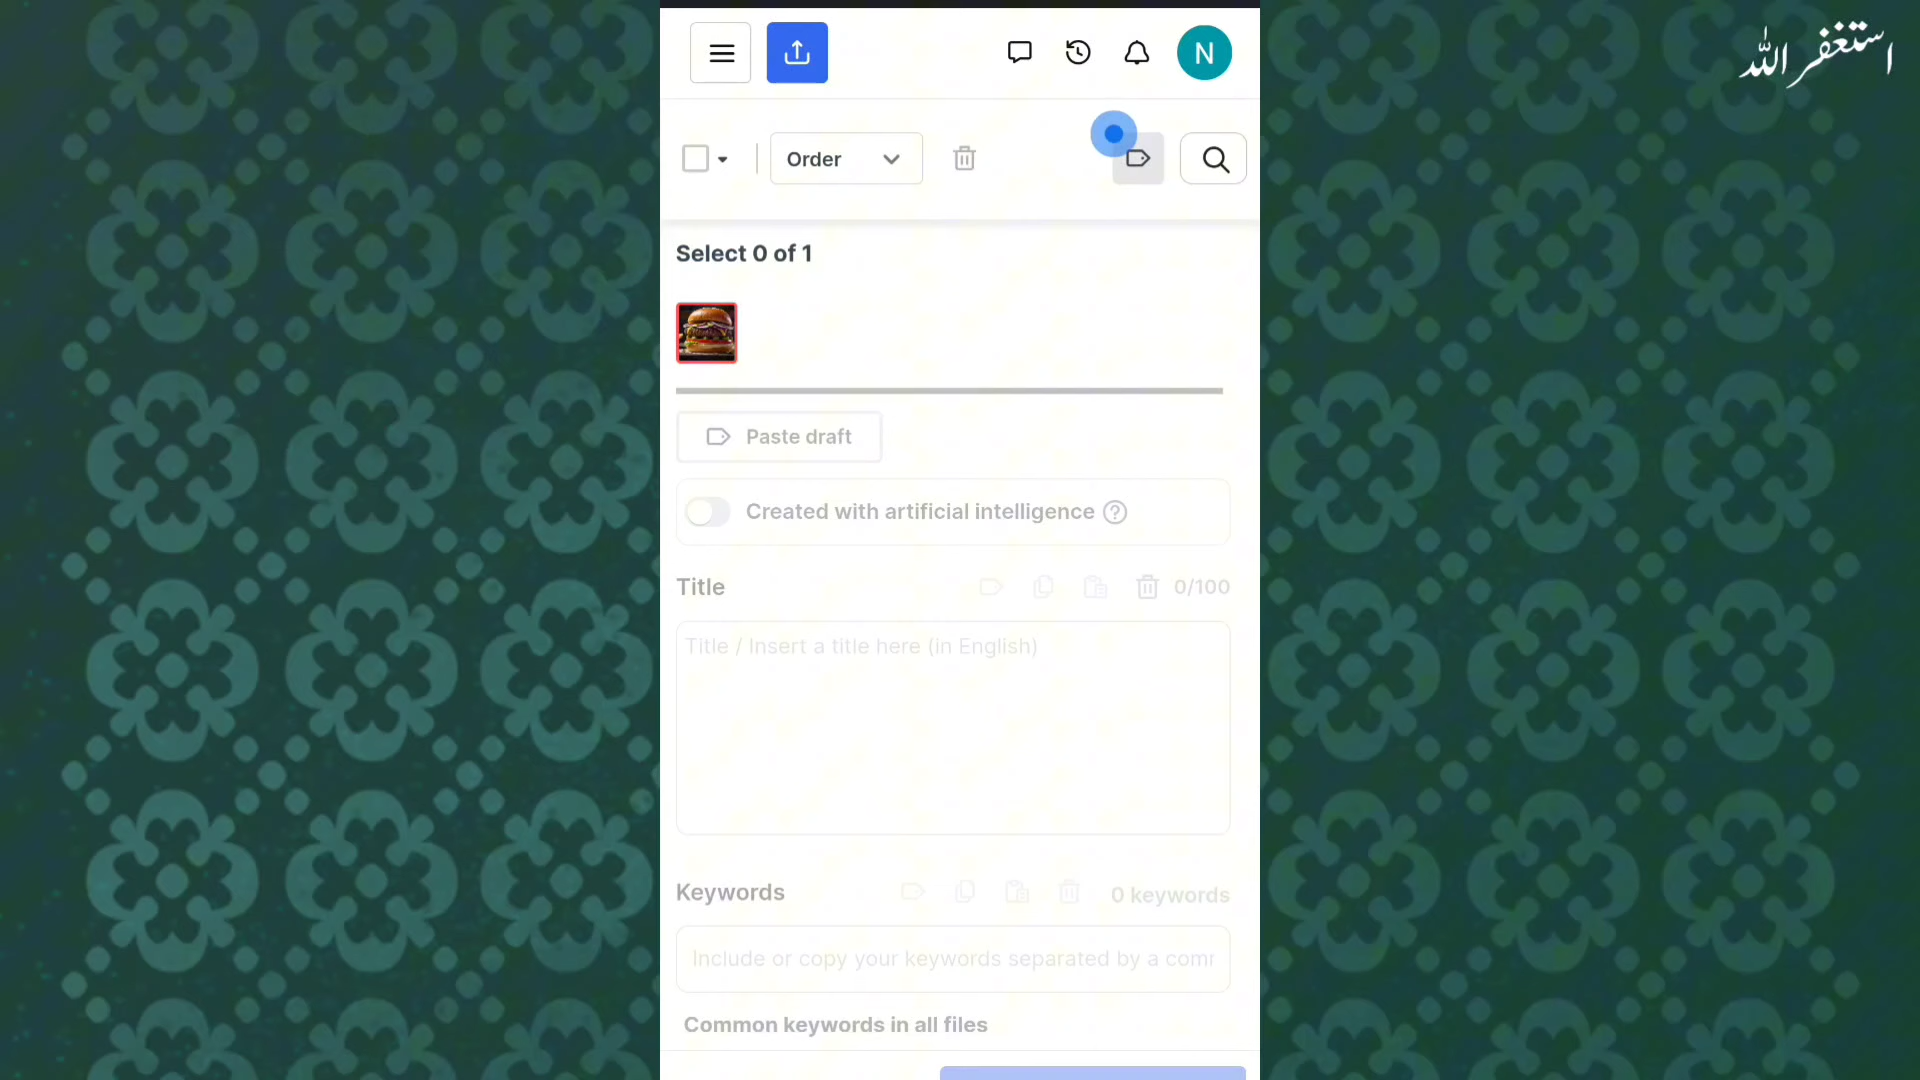 استغفر الله
N
Order
Select 0 of 1
Paste draft
Created with artificial intelligence
Title 0/100
Title / Insert a title here (in English)
Keywords 0 keywords
Include or copy your keywords separated by a com
Common keywords in all files